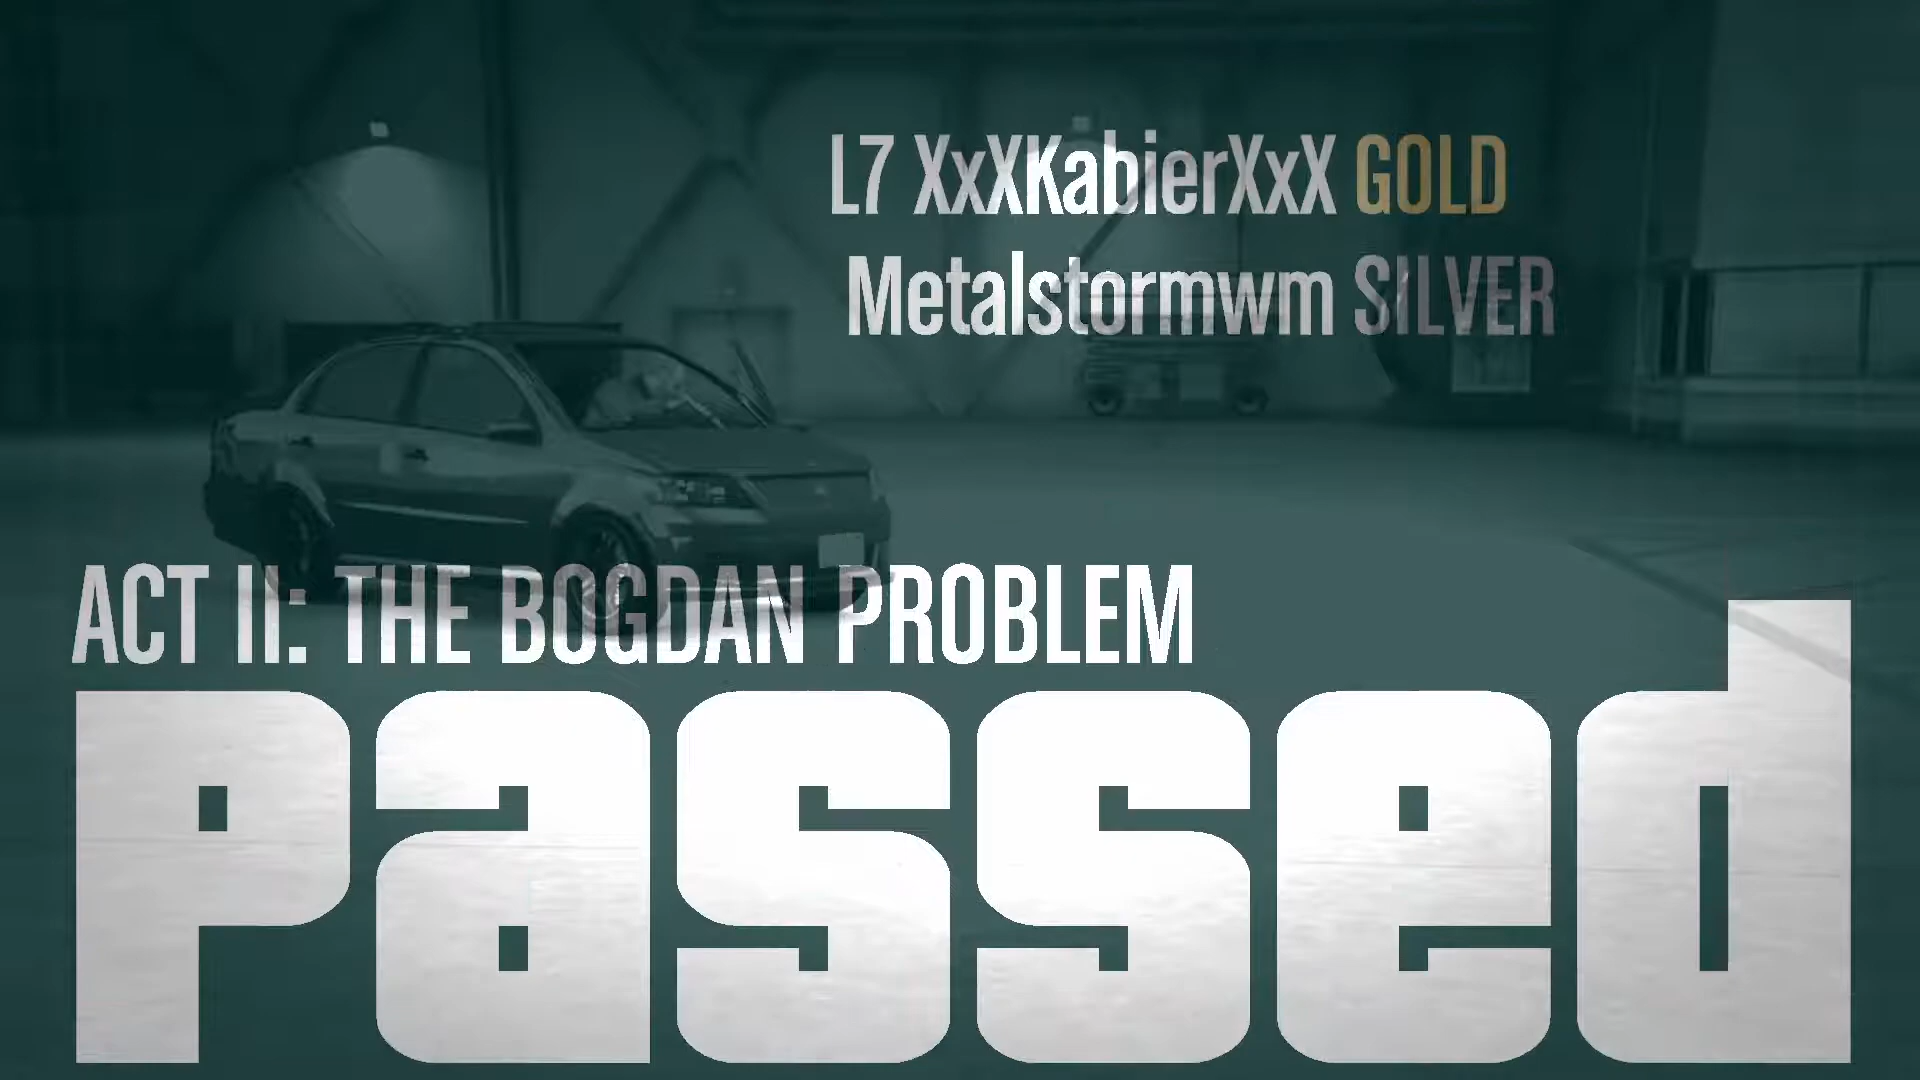 L7 XxXKabierXxX GOLD
Metalstormwm SILVER
ACT II: THE BOGDAN PROBLEM
passed